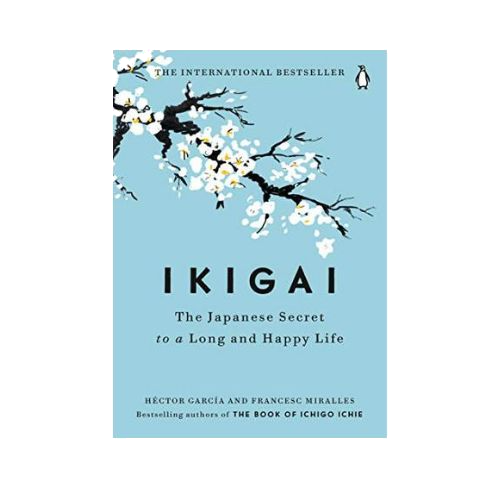 THE INTERNATIONAL BESTSELLER
IKIGAI
The Japanese Secret
to a Long and Happy Life
HÉCTOR GARCÍA AND FRANCESC MIRALLES
Bestselling authors of THE BOOK OF ICHIGO ICHIE